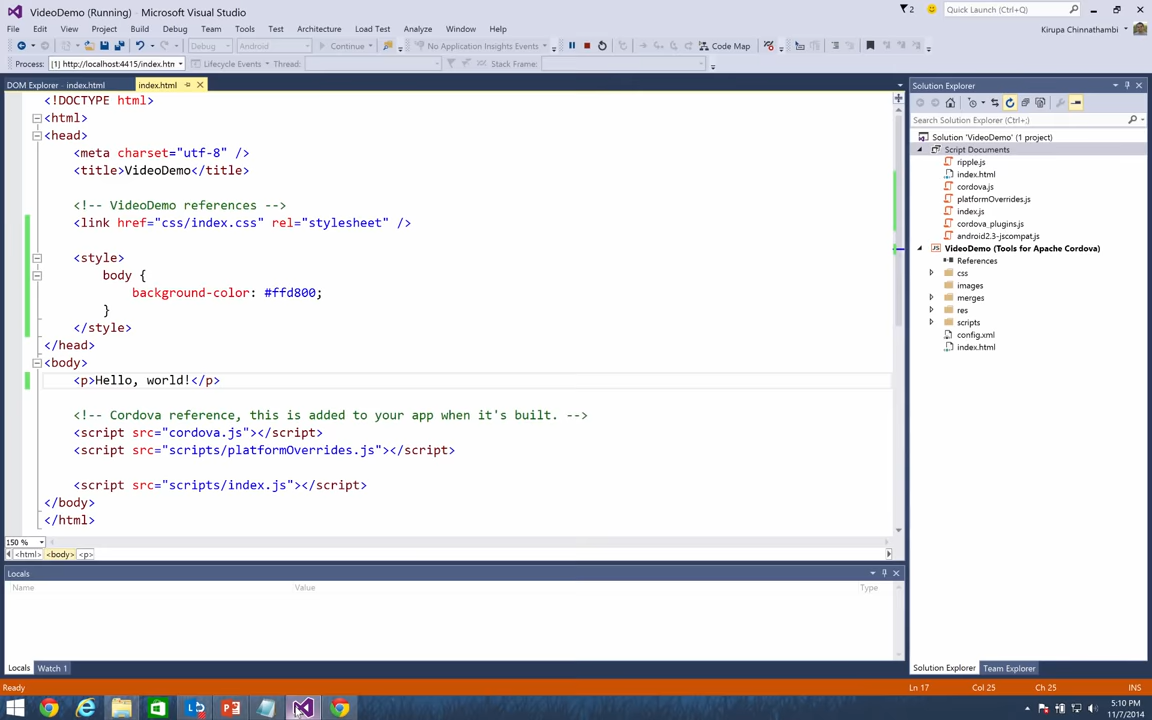 VideoDemo (Running) - Microsoft Visual Studio
2
Quick Launch (Ctrl+Q)
File Edit View Project Build Debug Team Tools Test Architecture Load Test Analyze Window Help
Kirupa Chinnathambi
Debug Android Continue No Application Insights Events Code Map
Process: [1] http://localhost:4415/index.htm Lifecycle Events Thread: Stack Frame:
DOM Explorer - index.html index.html
<!DOCTYPE html>
<html>
<head>
<meta charset="utf-8" />
<title>VideoDemo</title>
<!-- VideoDemo references -->
<link href="css/index.css" rel="stylesheet" />
<style>
body {
background-color: #ffd800;
}
</style>
</head>
<body>
<p>Hello, world!</p>
<!-- Cordova reference, this is added to your app when it's built. -->
<script src="cordova.js"></script>
<script src="scripts/platformOverrides.js"></script>
<script src="scripts/index.js"></script>
</body>
</html>
150 %
<html> <body> <p>
Locals
Name Value Type
Locals Watch 1
Solution Explorer
Search Solution Explorer (Ctrl+;)
Solution 'VideoDemo' (1 project)
Script Documents
ripple.js
index.html
cordova.js
platformOverrides.js
index.js
cordova_plugins.js
android2.3-jscompat.js
VideoDemo (Tools for Apache Cordova)
References
css
images
merges
res
scripts
config.xml
index.html
Solution Explorer Team Explorer
Ready Ln 17 Col 25 Ch 25 INS
5:10 PM
11/7/2014